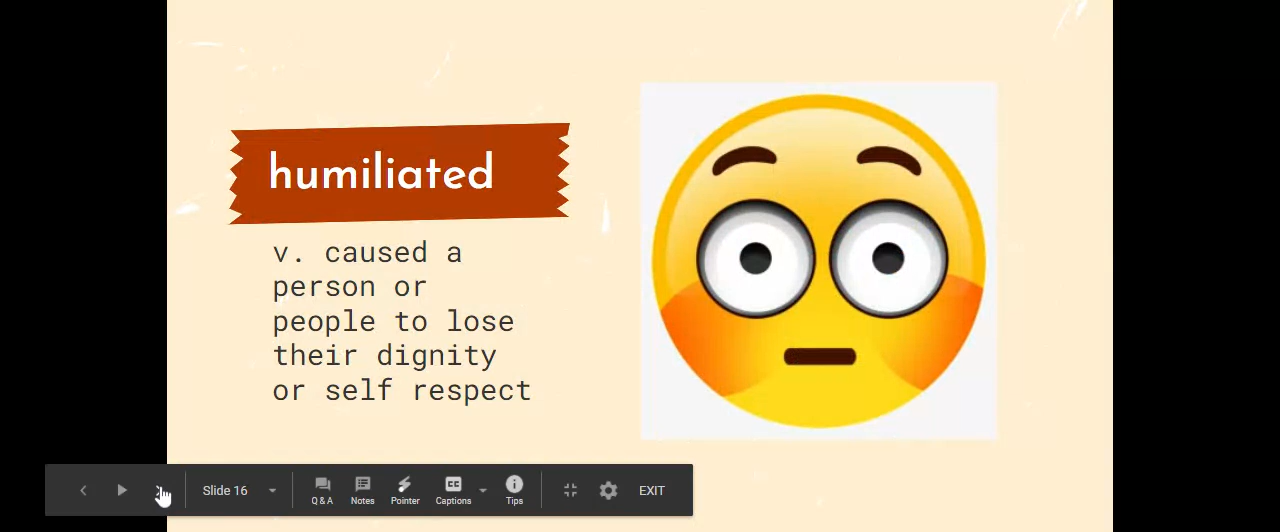 humiliated
v. caused a
person or
people to lose
their dignity
or self respect
Slide 16
Q & A
Notes
Pointer
CC
Captions
Tips
EXIT